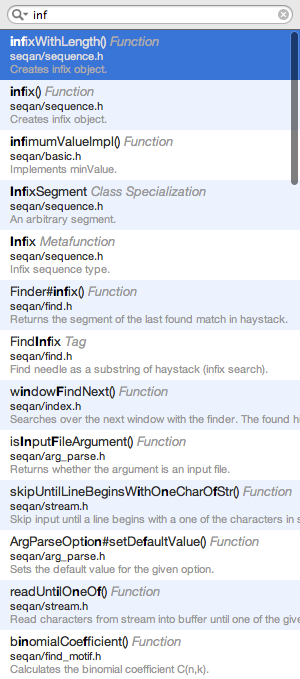 inf
infixWithLength() Function
seqan/sequence.h
Creates infix object.
infix() Function
seqan/sequence.h
Creates infix object.
infimumValueImpl() Function
seqan/basic.h
Implements minValue.
InfixSegment Class Specialization
seqan/sequence.h
An arbitrary segment.
Infix Metafunction
seqan/sequence.h
Infix sequence type.
Finder#infix() Function
seqan/find.h
Returns the segment of the last found match in haystack.
FindInfix Tag
seqan/find.h
Find needle as a substring of haystack (infix search).
windowFindNext() Function
seqan/index.h
Searches over the next window with the finder. The found hi
isInputFileArgument() Function
seqan/arg_parse.h
Returns whether the argument is an input file.
skipUntilLineBeginsWithOneCharOfStr() Function
seqan/stream.h
Skip input until a line begins with a one of the characters in s
ArgParseOption#setDefaultValue() Function
seqan/arg_parse.h
Sets the default value for the given option.
readUntilOneOf() Function
seqan/stream.h
Read characters from stream into buffer until one of the give
binomialCoefficient() Function
seqan/find_motif.h
Calculates the binomial coefficient C(n,k).